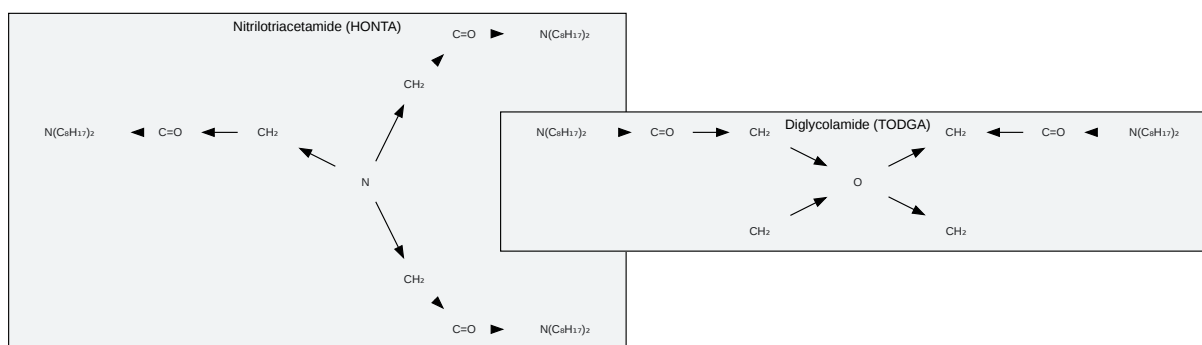 Nitrilotriacetamide (HONTA)
C=O
N(C₈H₁₇)₂
CH₂
N(C₈H₁₇)₂
C=O
CH₂
N
CH₂
C=O
N(C₈H₁₇)₂
Diglycolamide (TODGA)
N(C₈H₁₇)₂
C=O
CH₂
CH₂
C=O
N(C₈H₁₇)₂
O
CH₂
CH₂